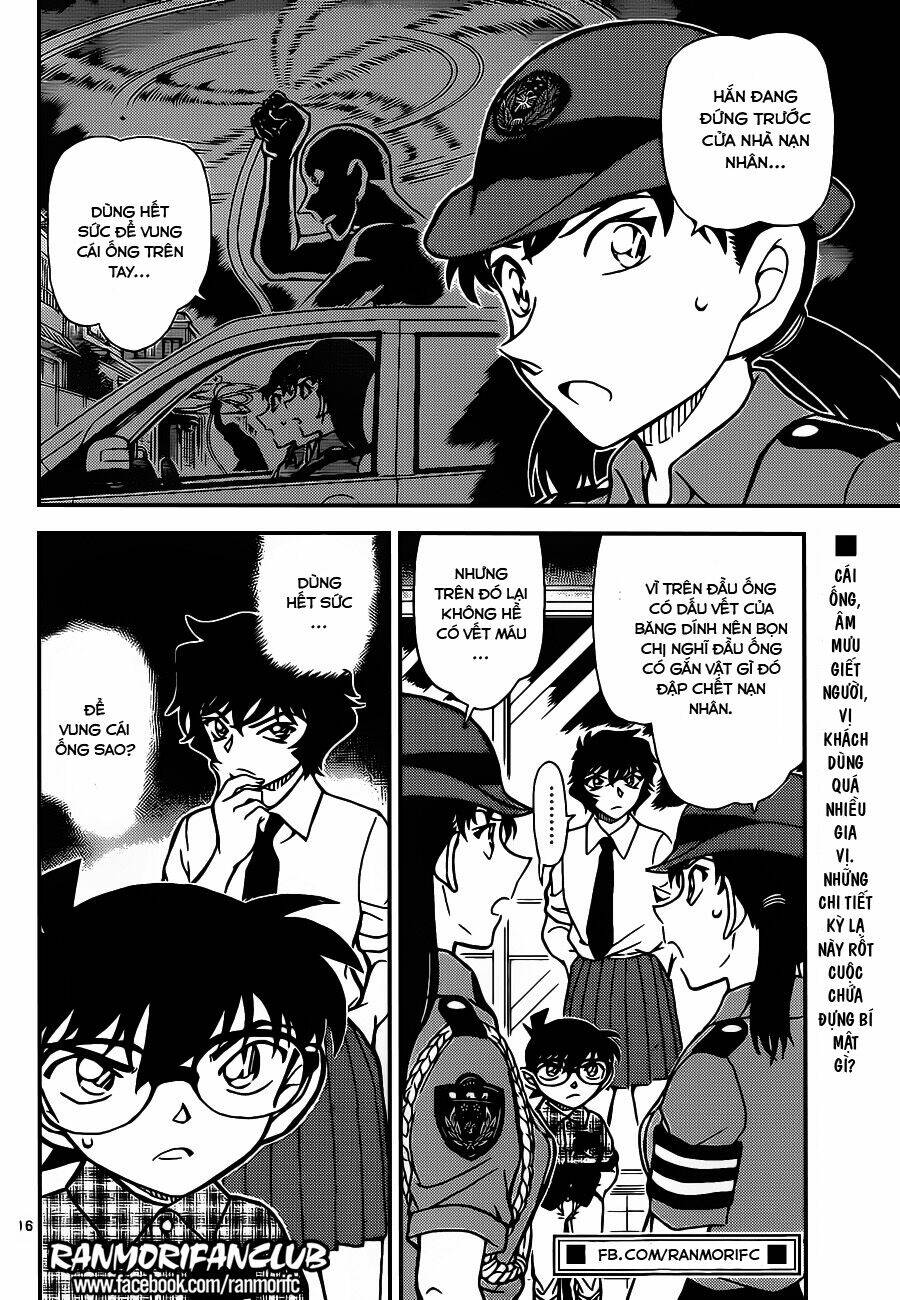 HẮN ĐANG
ĐỨNG TRƯỚC
CỬA NHÀ NẠN
NHÂN...
DÙNG HẾT
SỨC ĐỂ VUNG
CÁI ỐNG TRÊN
TAY...
VÌ TRÊN ĐẦU ỐNG
CÓ DẤU VẾT CỦA
BĂNG DÍNH NÊN BỌN
CHỊ NGHĨ ĐẦU ỐNG
CÓ GẮN VẬT GÌ ĐÓ
ĐẬP CHẾT NẠN
NHÂN.
NHƯNG
TRÊN ĐÓ LẠI
KHÔNG HỀ
CÓ VẾT MÁU
...
.........
DÙNG
HẾT SỨC
...
ĐỂ
VUNG CÁI
ỐNG SAO?
CÁI
ỐNG,
ÂM
MƯU
GIẾT
NGƯỜI,
VỊ
KHÁCH
DÙNG
QUÁ
NHIỀU
GIA
VỊ.
NHỮNG
CHI TIẾT
KỲ LẠ
NÀY RỐT
CUỘC
CHỨA
ĐỰNG BÍ
MẬT
GÌ?
16
RANMORIFANCLUB
www.facebook.com/ranmorifc
FB.COM/RANMORIFC